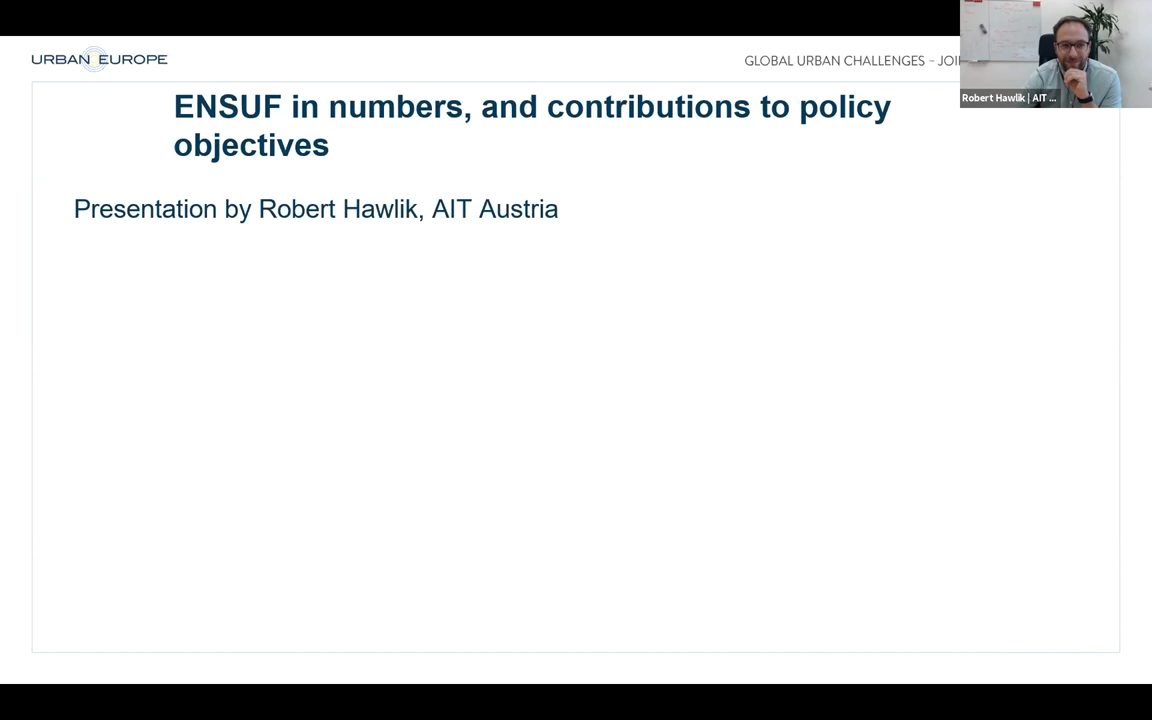 URBAN EUROPE
GLOBAL URBAN CHALLENGES – JOI
Robert Hawlik | AIT ...
ENSUF in numbers, and contributions to policy
objectives
Presentation by Robert Hawlik, AIT Austria